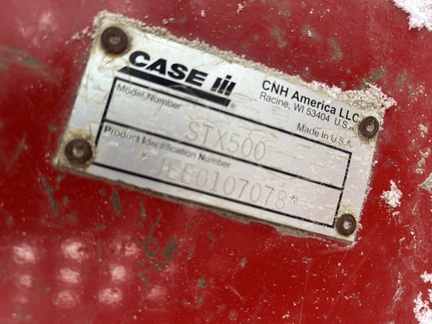 CASE IH
CNH America LLC
Racine, WI 53404 U.S.A.
Made in U.S.A.
Model Number
STX500
Product Identification Number
*JEE0107078*